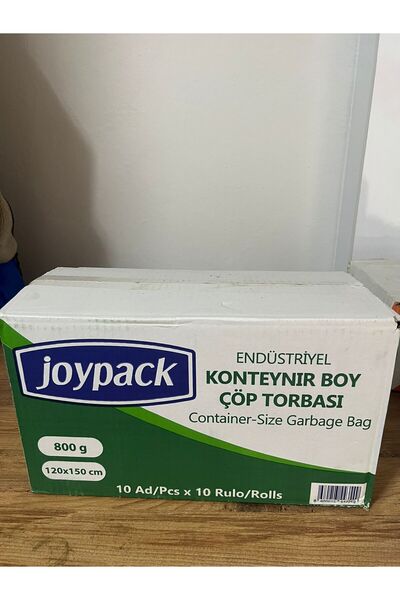 joypack
ENDÜSTRİYEL
KONTEYNIR BOY
ÇÖP TORBASI
Container-Size Garbage Bag
800 g
120x150 cm
10 Ad/Pcs x 10 Rulo/Rolls